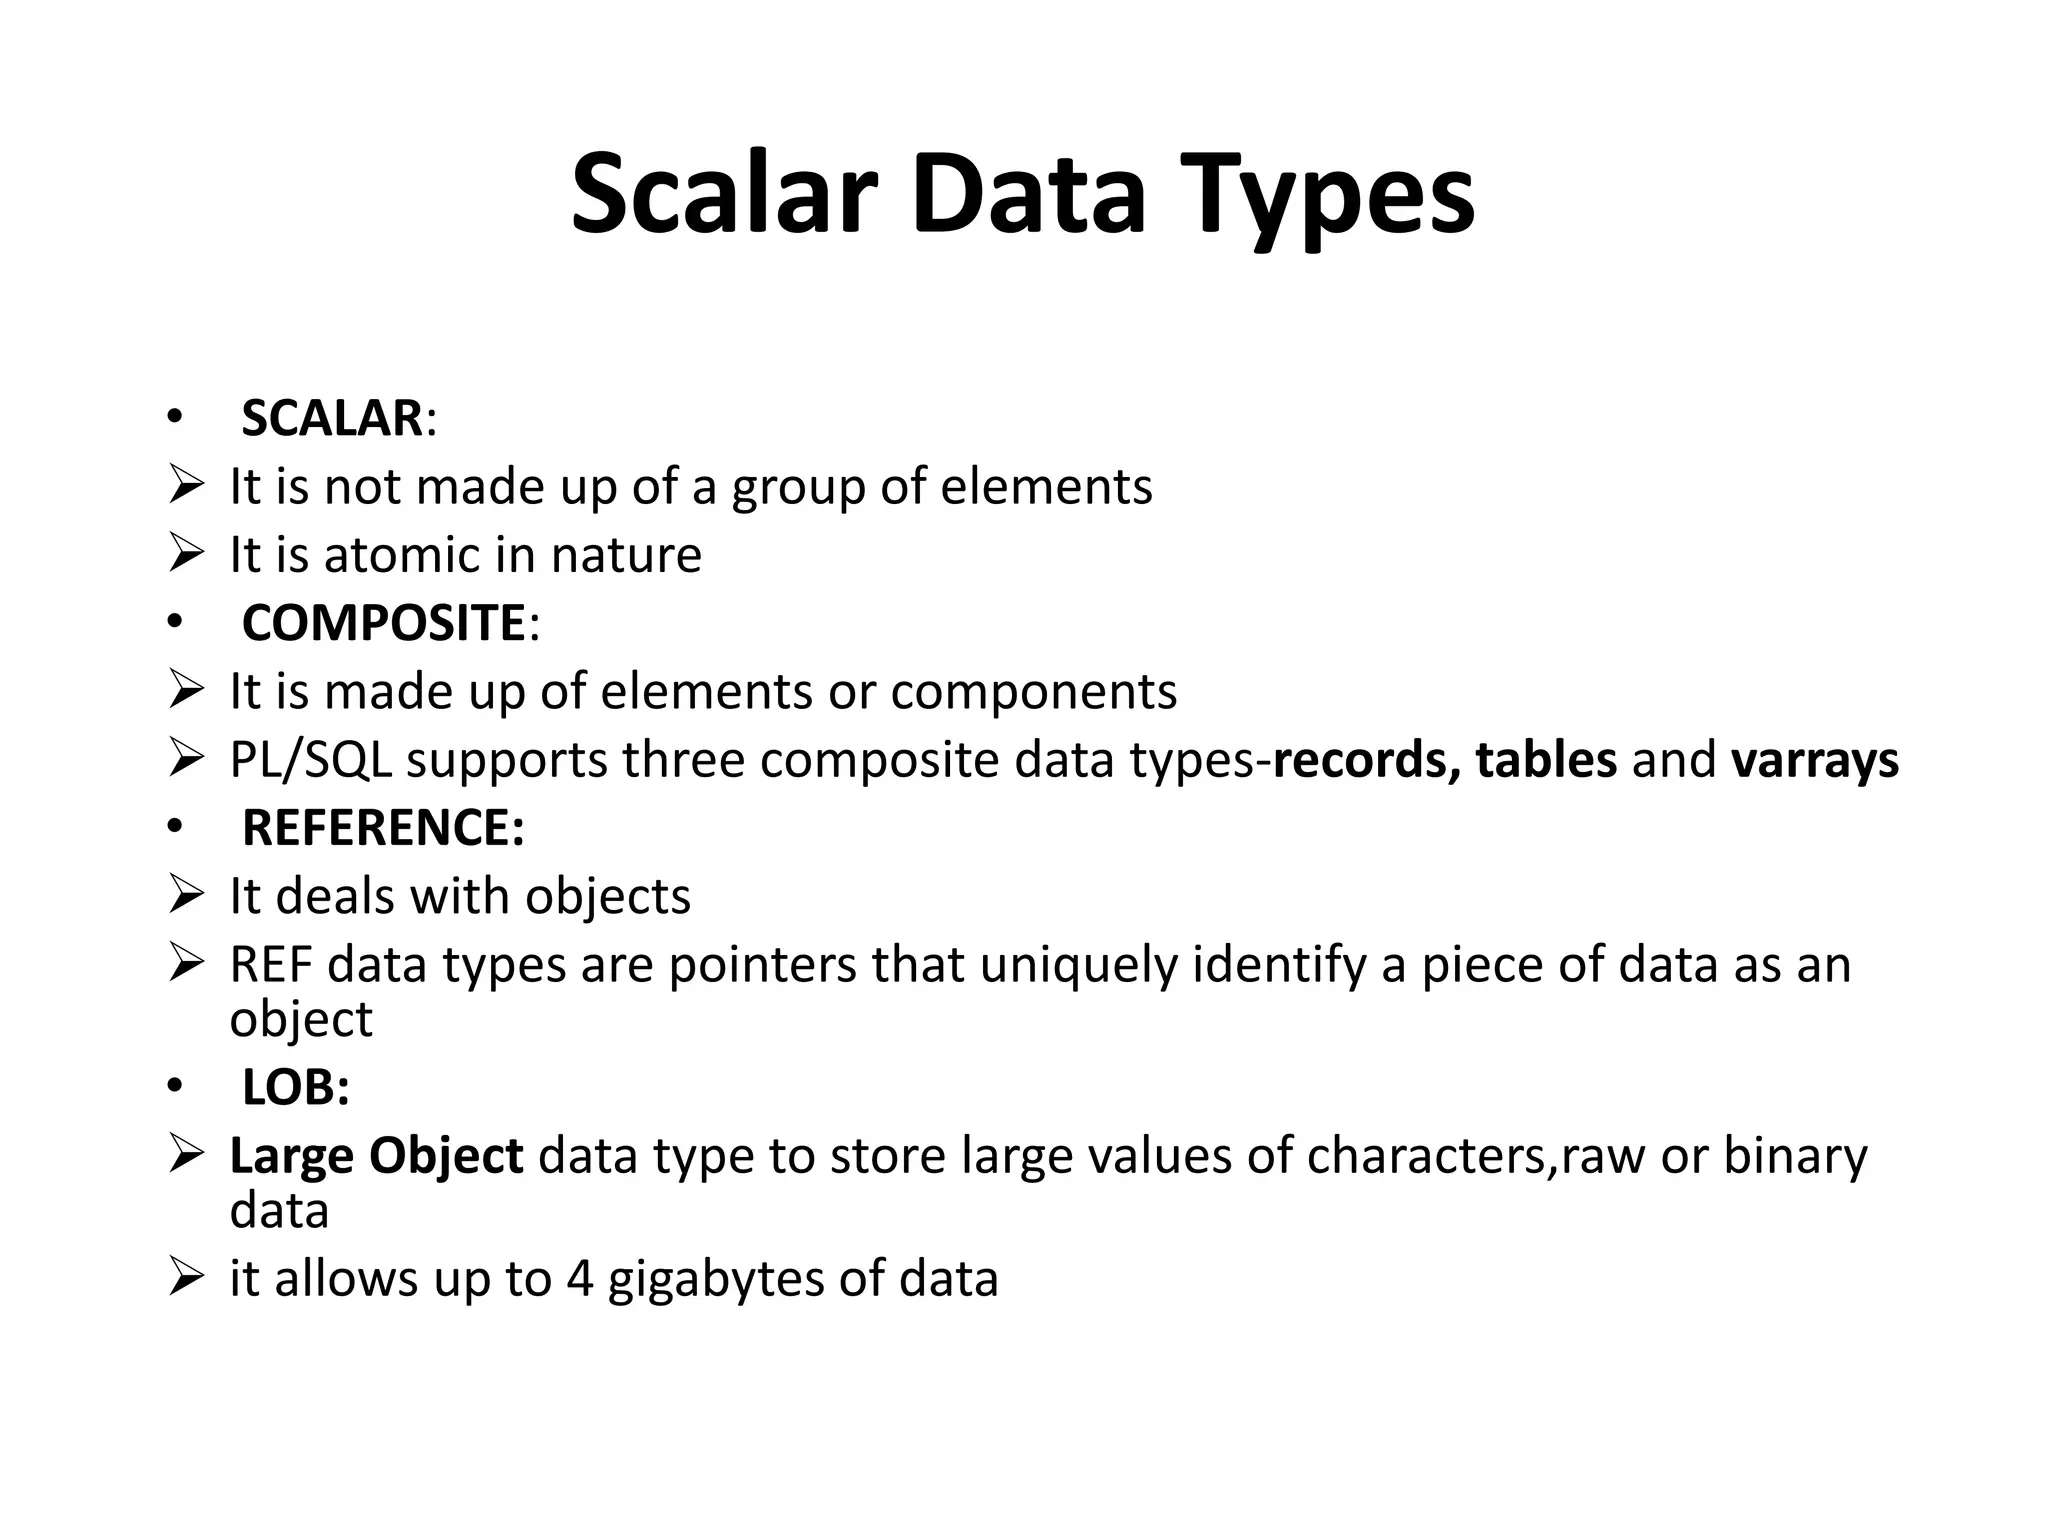 Scalar Data Types
• SCALAR:
➢ It is not made up of a group of elements
➢ It is atomic in nature
• COMPOSITE:
➢ It is made up of elements or components
➢ PL/SQL supports three composite data types-records, tables and varrays
• REFERENCE:
➢ It deals with objects
➢ REF data types are pointers that uniquely identify a piece of data as an
object
• LOB:
➢ Large Object data type to store large values of characters,raw or binary
data
➢ it allows up to 4 gigabytes of data